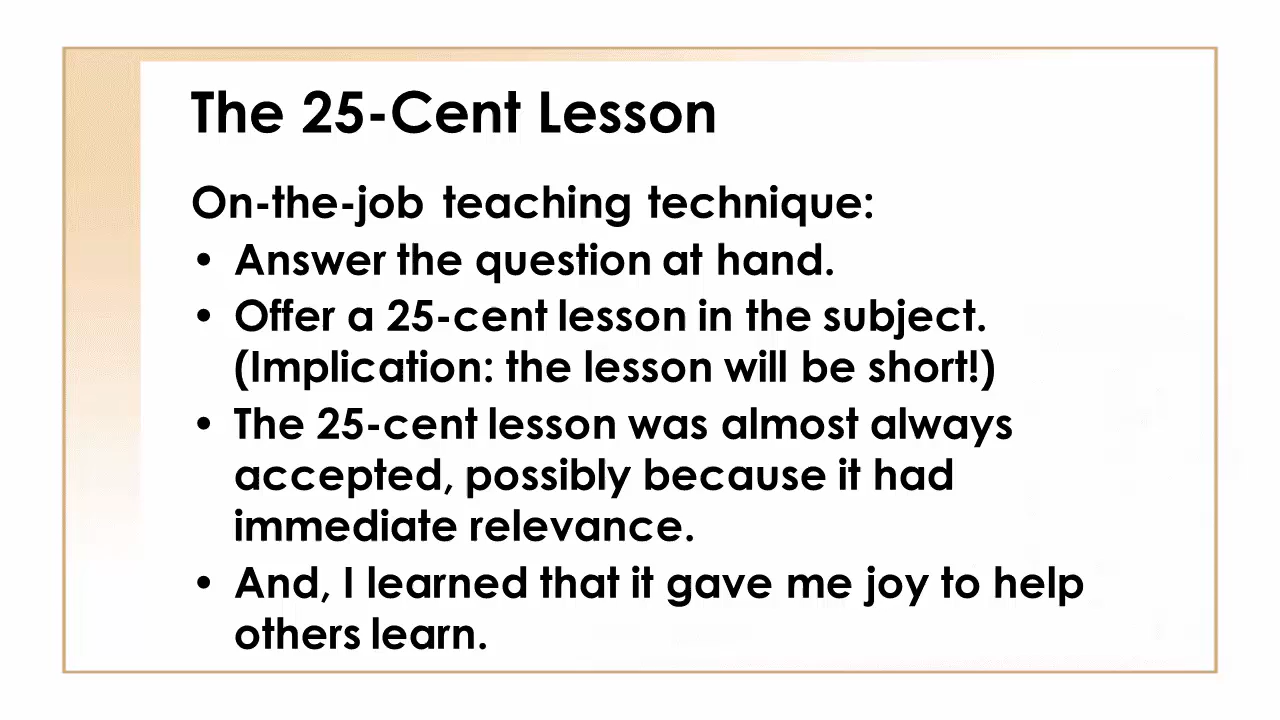 The 25-Cent Lesson
On-the-job teaching technique:
• Answer the question at hand.
• Offer a 25-cent lesson in the subject.
(Implication: the lesson will be short!)
• The 25-cent lesson was almost always
accepted, possibly because it had
immediate relevance.
• And, I learned that it gave me joy to help
others learn.